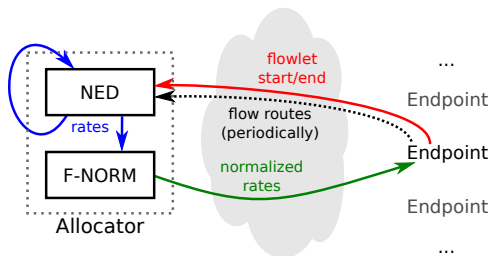 flowlet
start/end
...
NED
Endpoint
rates
flow routes
(periodically)
Endpoint
F-NORM
normalized
rates
Endpoint
Allocator
...